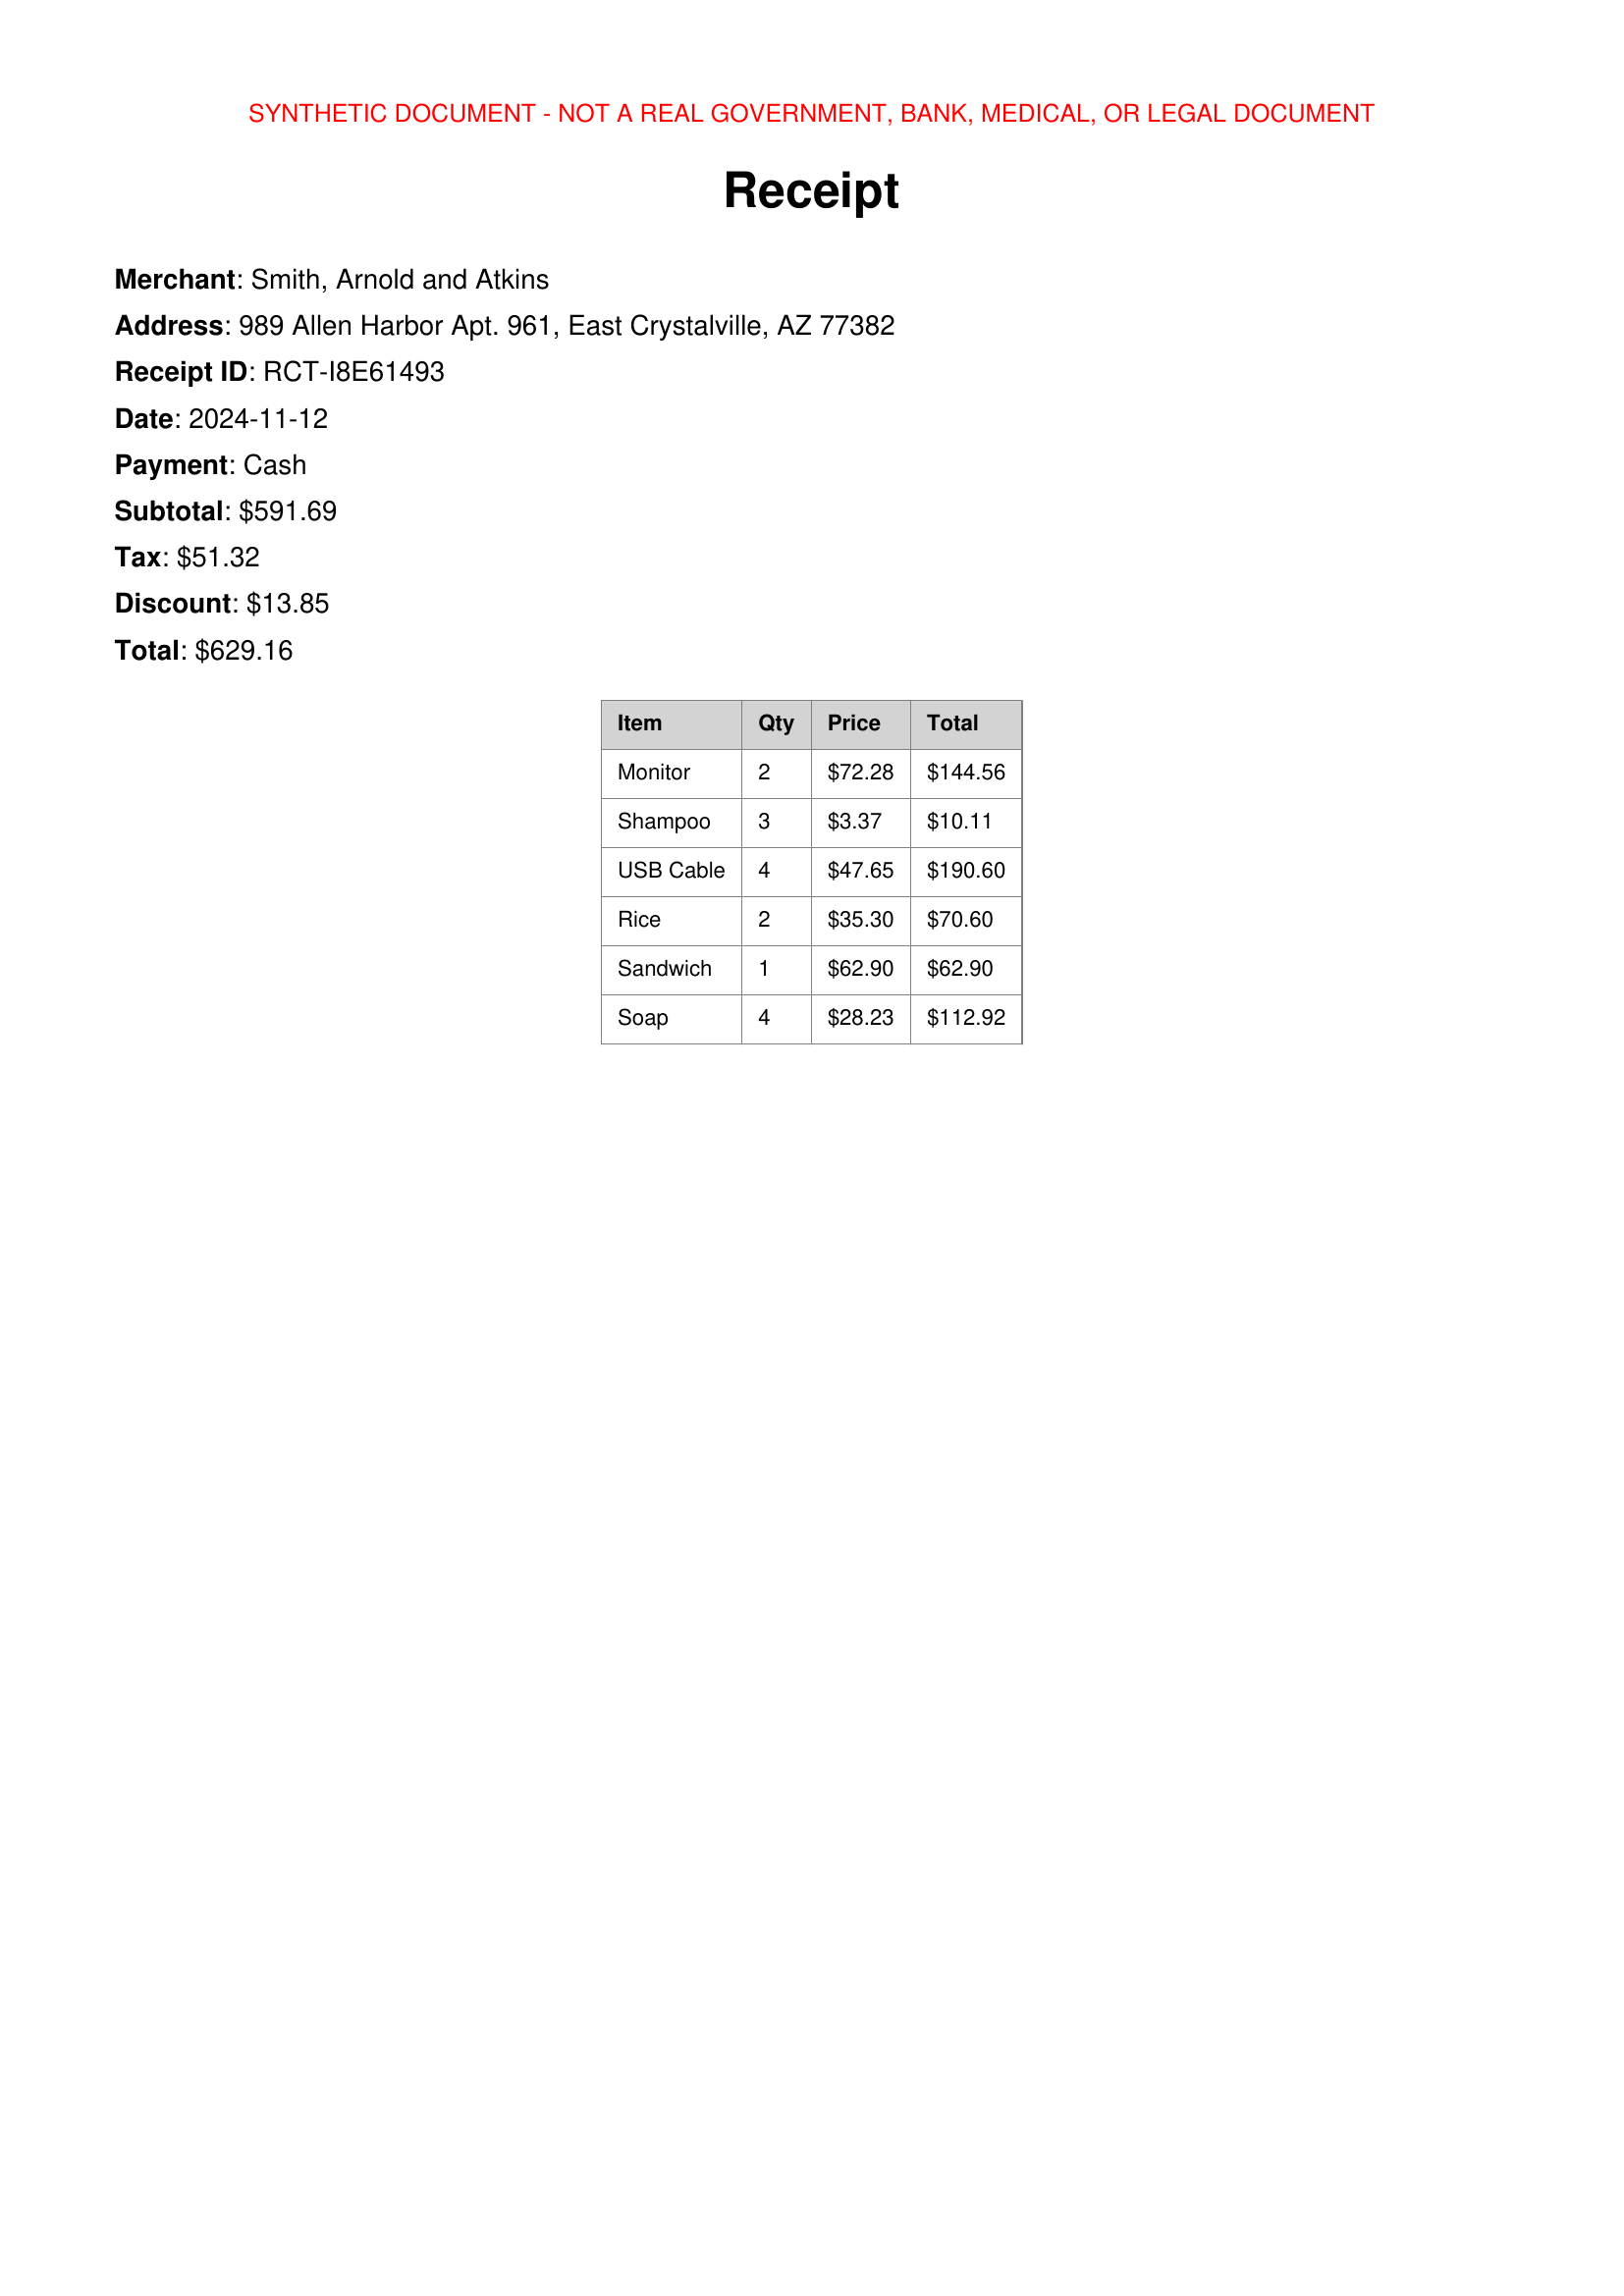 SYNTHETIC DOCUMENT - NOT A REAL GOVERNMENT, BANK, MEDICAL, OR LEGAL DOCUMENT
Receipt
Merchant: Smith, Arnold and Atkins
Address: 989 Allen Harbor Apt. 961, East Crystalville, AZ 77382
Receipt ID: RCT-I8E61493
Date: 2024-11-12
Payment: Cash
Subtotal: $591.69
Tax: $51.32
Discount: $13.85
Total: $629.16
Item Qty Price Total
Monitor 2 $72.28 $144.56
Shampoo 3 $3.37 $10.11
USB Cable 4 $47.65 $190.60
Rice 2 $35.30 $70.60
Sandwich 1 $62.90 $62.90
Soap 4 $28.23 $112.92